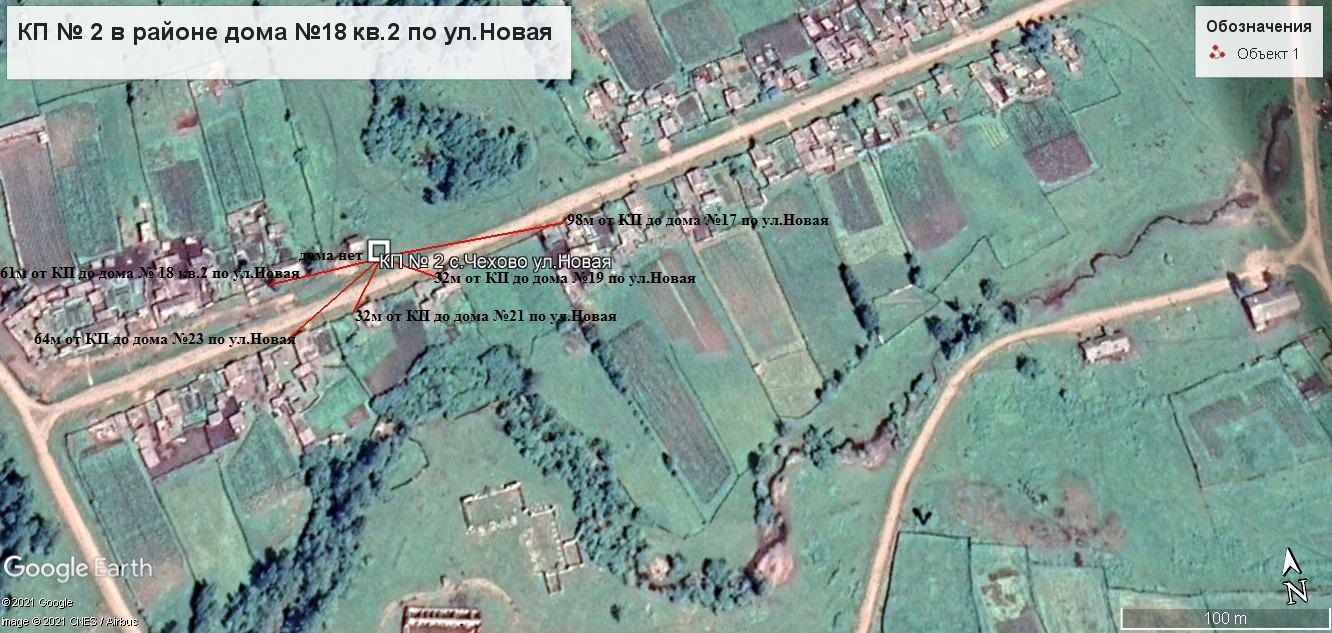 КП № 2 в районе дома №18 кв.2 по ул.Новая
Обозначения
Объект 1
98м от КП до дома №17 по ул.Новая
дома нет
КП № 2 с.Чехово ул.Новая
61м от КП до дома № 18 кв.2 по ул.Новая
32м от КП до дома №19 по ул.Новая
32м от КП до дома №21 по ул.Новая
64м от КП до дома №23 по ул.Новая
Google Earth
© 2021 Google
Image © 2021 CNES / Airbus
N
100 m